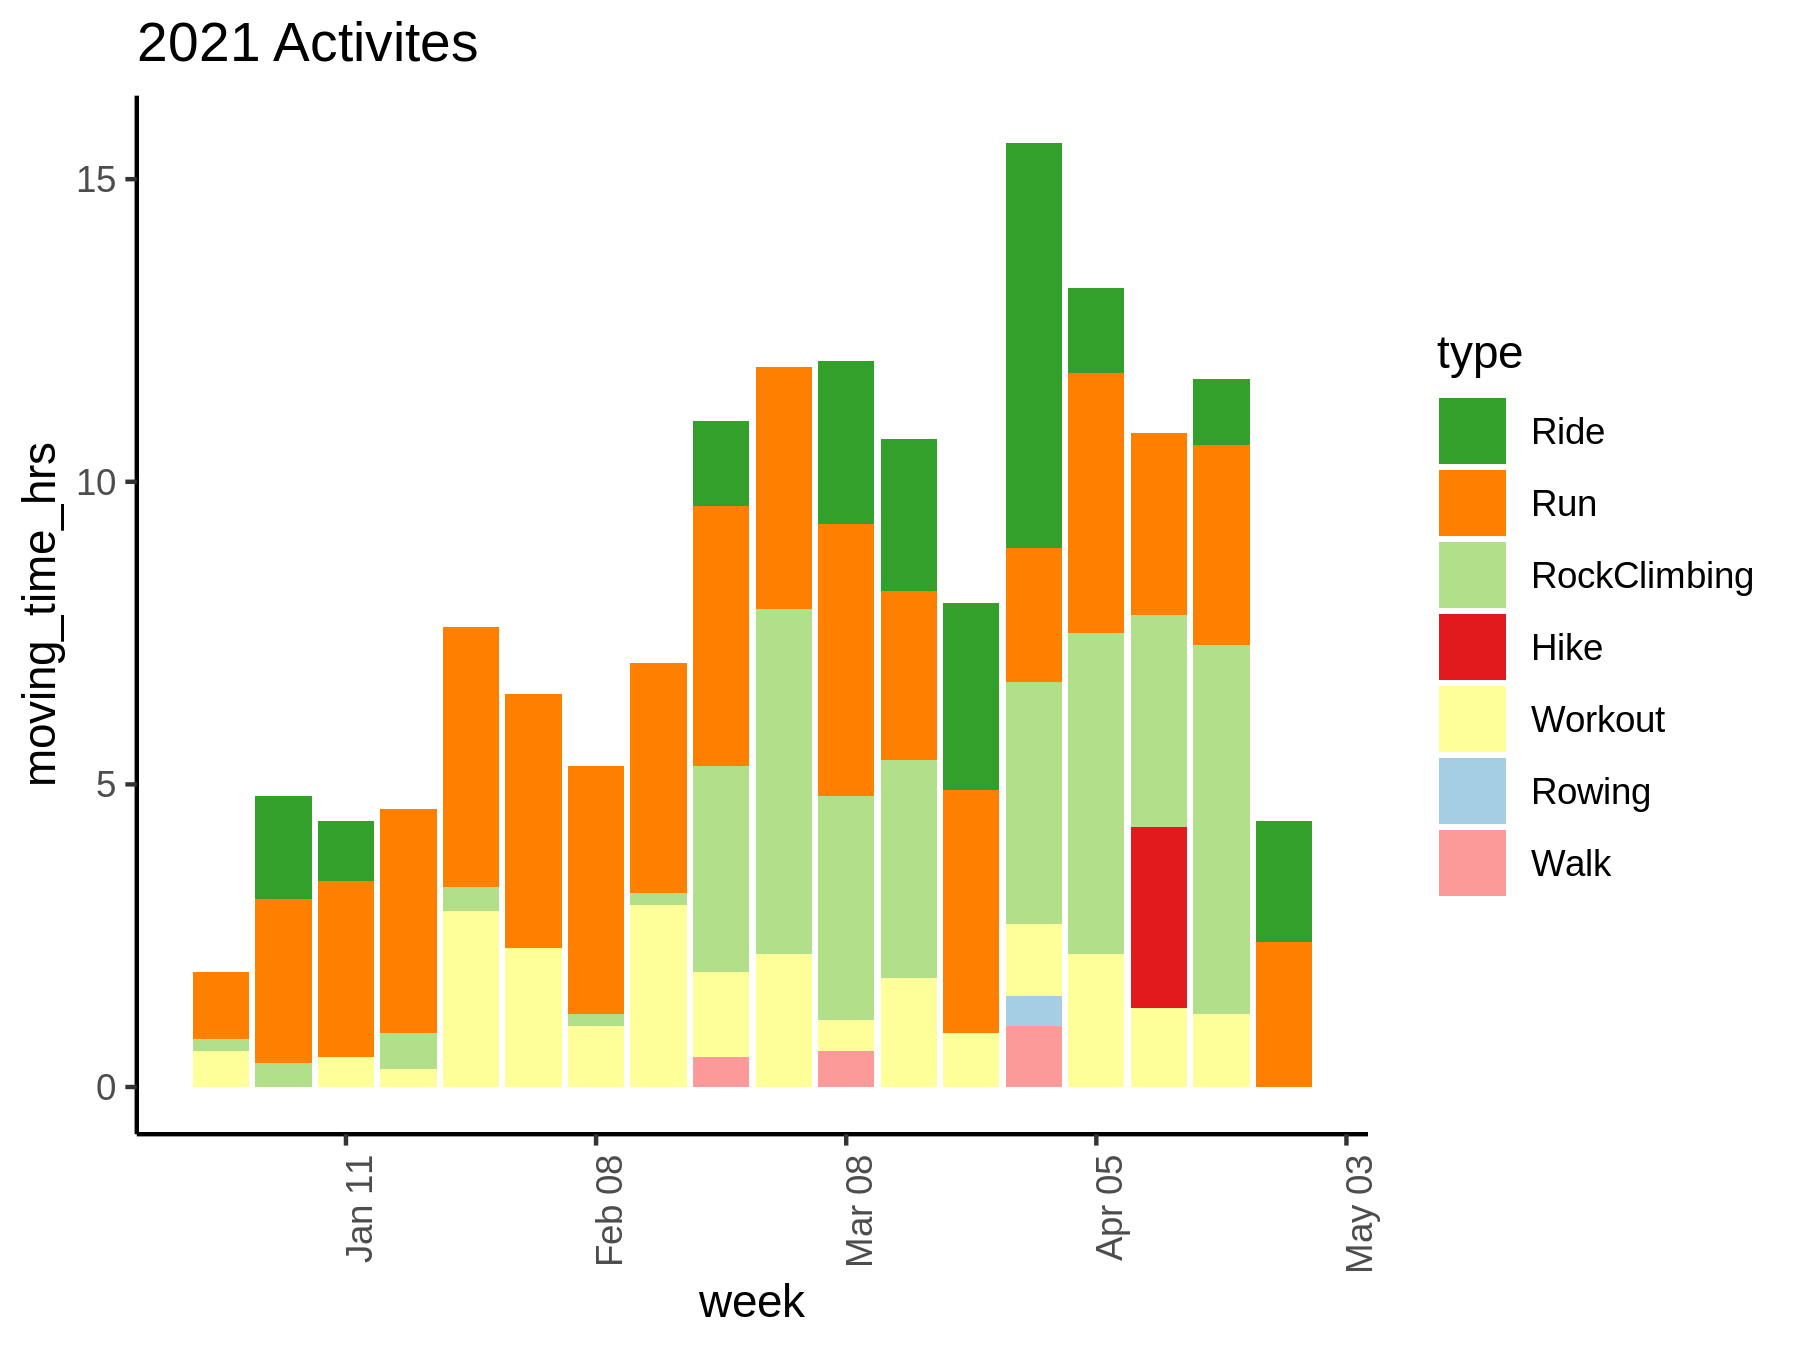 2021 Activites
moving_time_hrs
15
10
5
0
Jan 11
Feb 08
Mar 08
Apr 05
May 03
week
type
Ride
Run
RockClimbing
Hike
Workout
Rowing
Walk